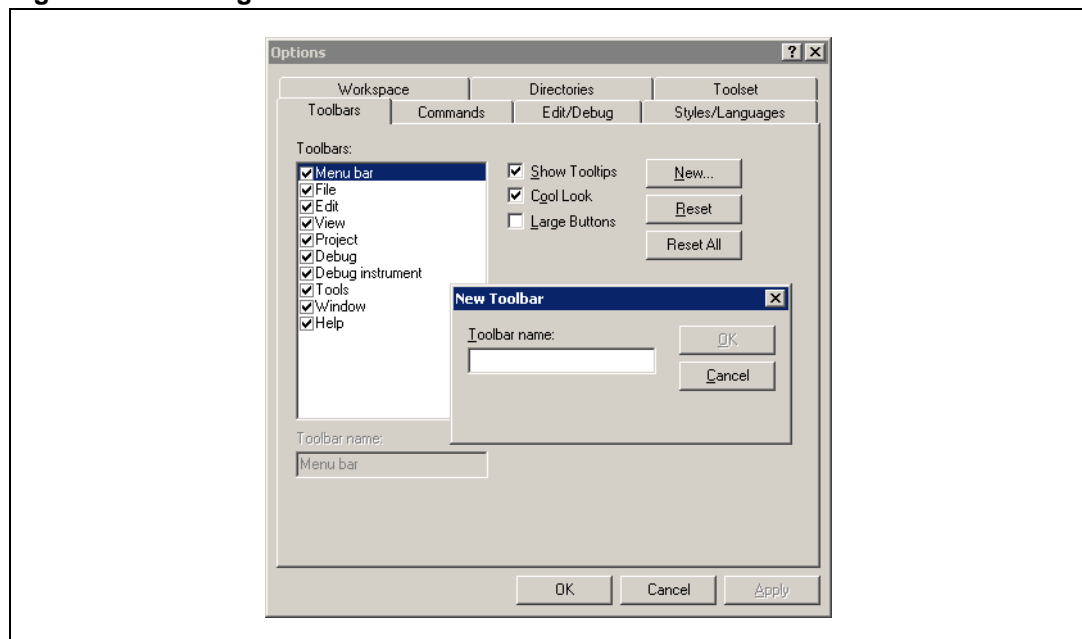 Options
Workspace Directories Toolset
Toolbars Commands Edit/Debug Styles/Languages
Toolbars:
Menu bar
File
Edit
View
Project
Debug
Debug instrument
Tools
Window
Help
Show Tooltips
Cool Look
Large Buttons
New...
Reset
Reset All
New Toolbar
Toolbar name:
OK
Cancel
Toolbar name:
Menu bar
OK Cancel Apply